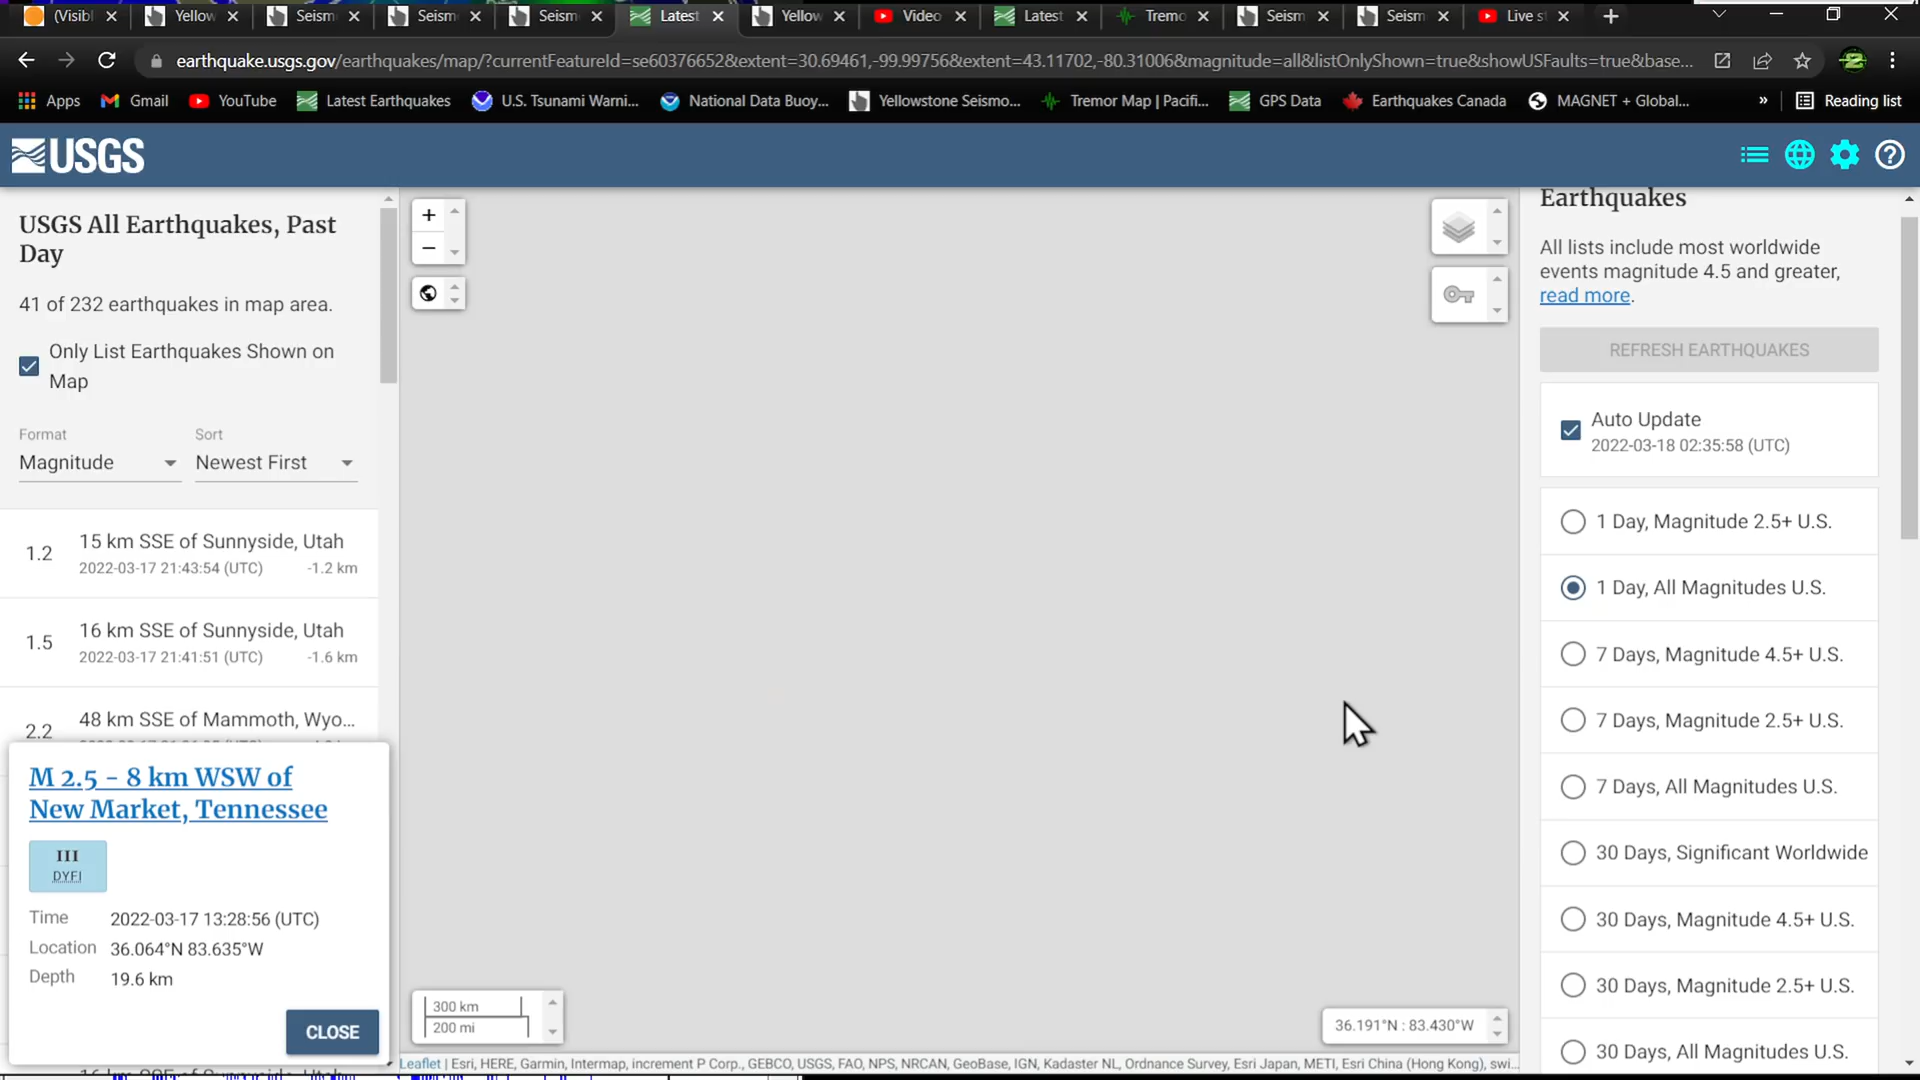 (Visibl
Yellow
Seism
Seism
Seism
Latest
Yellow
Video
Latest
Tremo
Seism
Seism
Live s
earthquake.usgs.gov/earthquakes/map/?currentFeatureId=se60376652&extent=30.69461,-99.99756&extent=43.11702,-80.31006&magnitude=all&listOnlyShown=true&showUSFaults=true&base...
Apps
Gmail
YouTube
Latest Earthquakes
U.S. Tsunami Warni...
National Data Buoy...
Yellowstone Seismo...
Tremor Map | Pacifi...
GPS Data
Earthquakes Canada
MAGNET + Global...
»
Reading list
USGS
USGS All Earthquakes, Past
Day
41 of 232 earthquakes in map area.
Only List Earthquakes Shown on
Map
Format
Sort
Magnitude
Newest First
1.2
15 km SSE of Sunnyside, Utah
2022-03-17 21:43:54 (UTC)
-1.2 km
1.5
16 km SSE of Sunnyside, Utah
2022-03-17 21:41:51 (UTC)
-1.6 km
2.2
48 km SSE of Mammoth, Wyo...
M 2.5 - 8 km WSW of
New Market, Tennessee
III
DYFI
Time
2022-03-17 13:28:56 (UTC)
Location
36.064°N 83.635°W
Depth
19.6 km
CLOSE
+
−
300 km
200 mi
36.191°N : 83.430°W
Leaflet | Esri, HERE, Garmin, Intermap, increment P Corp., GEBCO, USGS, FAO, NPS, NRCAN, GeoBase, IGN, Kadaster NL, Ordnance Survey, Esri Japan, METI, Esri China (Hong Kong), swi...
Earthquakes
All lists include most worldwide
events magnitude 4.5 and greater,
read more.
REFRESH EARTHQUAKES
Auto Update
2022-03-18 02:35:58 (UTC)
1 Day, Magnitude 2.5+ U.S.
1 Day, All Magnitudes U.S.
7 Days, Magnitude 4.5+ U.S.
7 Days, Magnitude 2.5+ U.S.
7 Days, All Magnitudes U.S.
30 Days, Significant Worldwide
30 Days, Magnitude 4.5+ U.S.
30 Days, Magnitude 2.5+ U.S.
30 Days, All Magnitudes U.S.